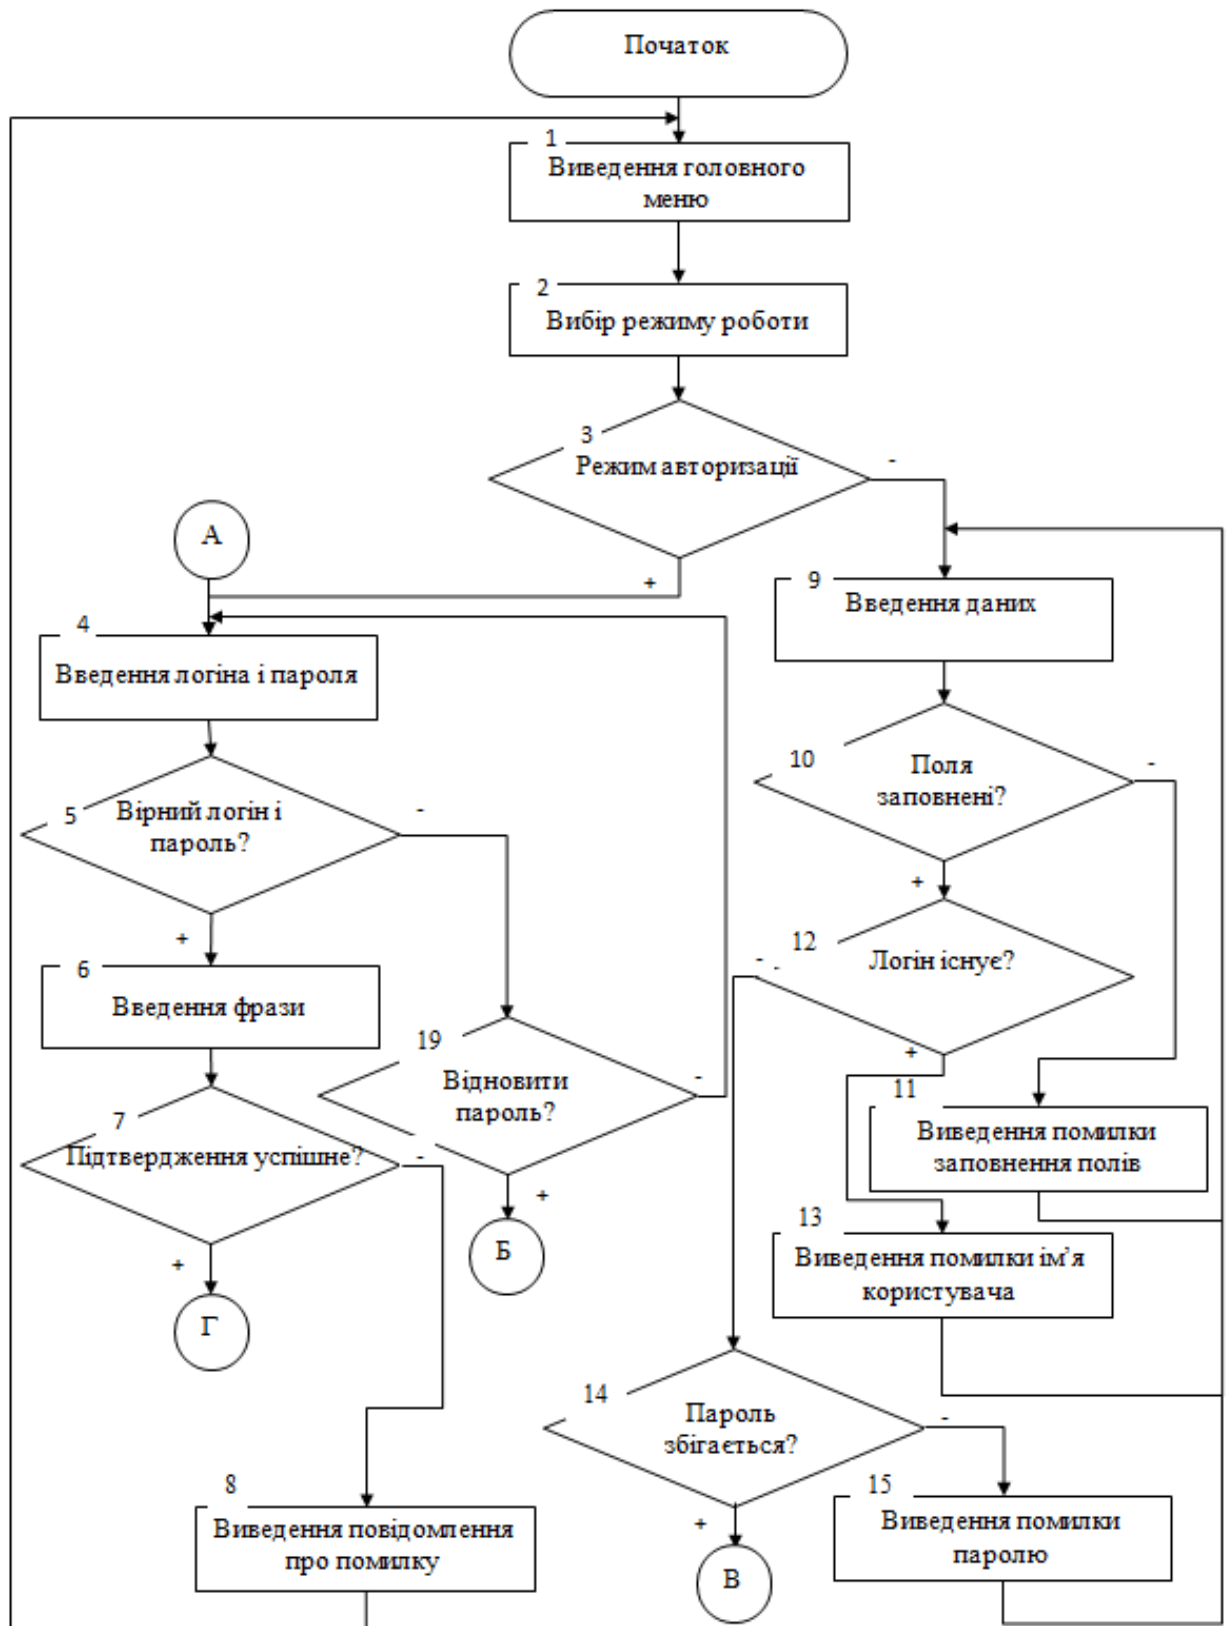 Початок
1
Виведення головного
меню
2
Вибір режиму роботи
3
Режим авторизації
-
+
А
4
Введення логіна і пароля
5
Вірний логін і
пароль?
-
+
6
Введення фрази
7
Підтвердження успішне?
-
+
Г
19
Відновити
пароль?
-
+
Б
8
Виведення повідомлення
про помилку
9
Введення даних
10
Поля
заповнені?
-
+
12
Логін існує?
- -
+
11
Виведення помилки
заповнення полів
13
Виведення помилки ім’я
користувача
14
Пароль
збігається?
-
+
В
15
Виведення помилки
паролю